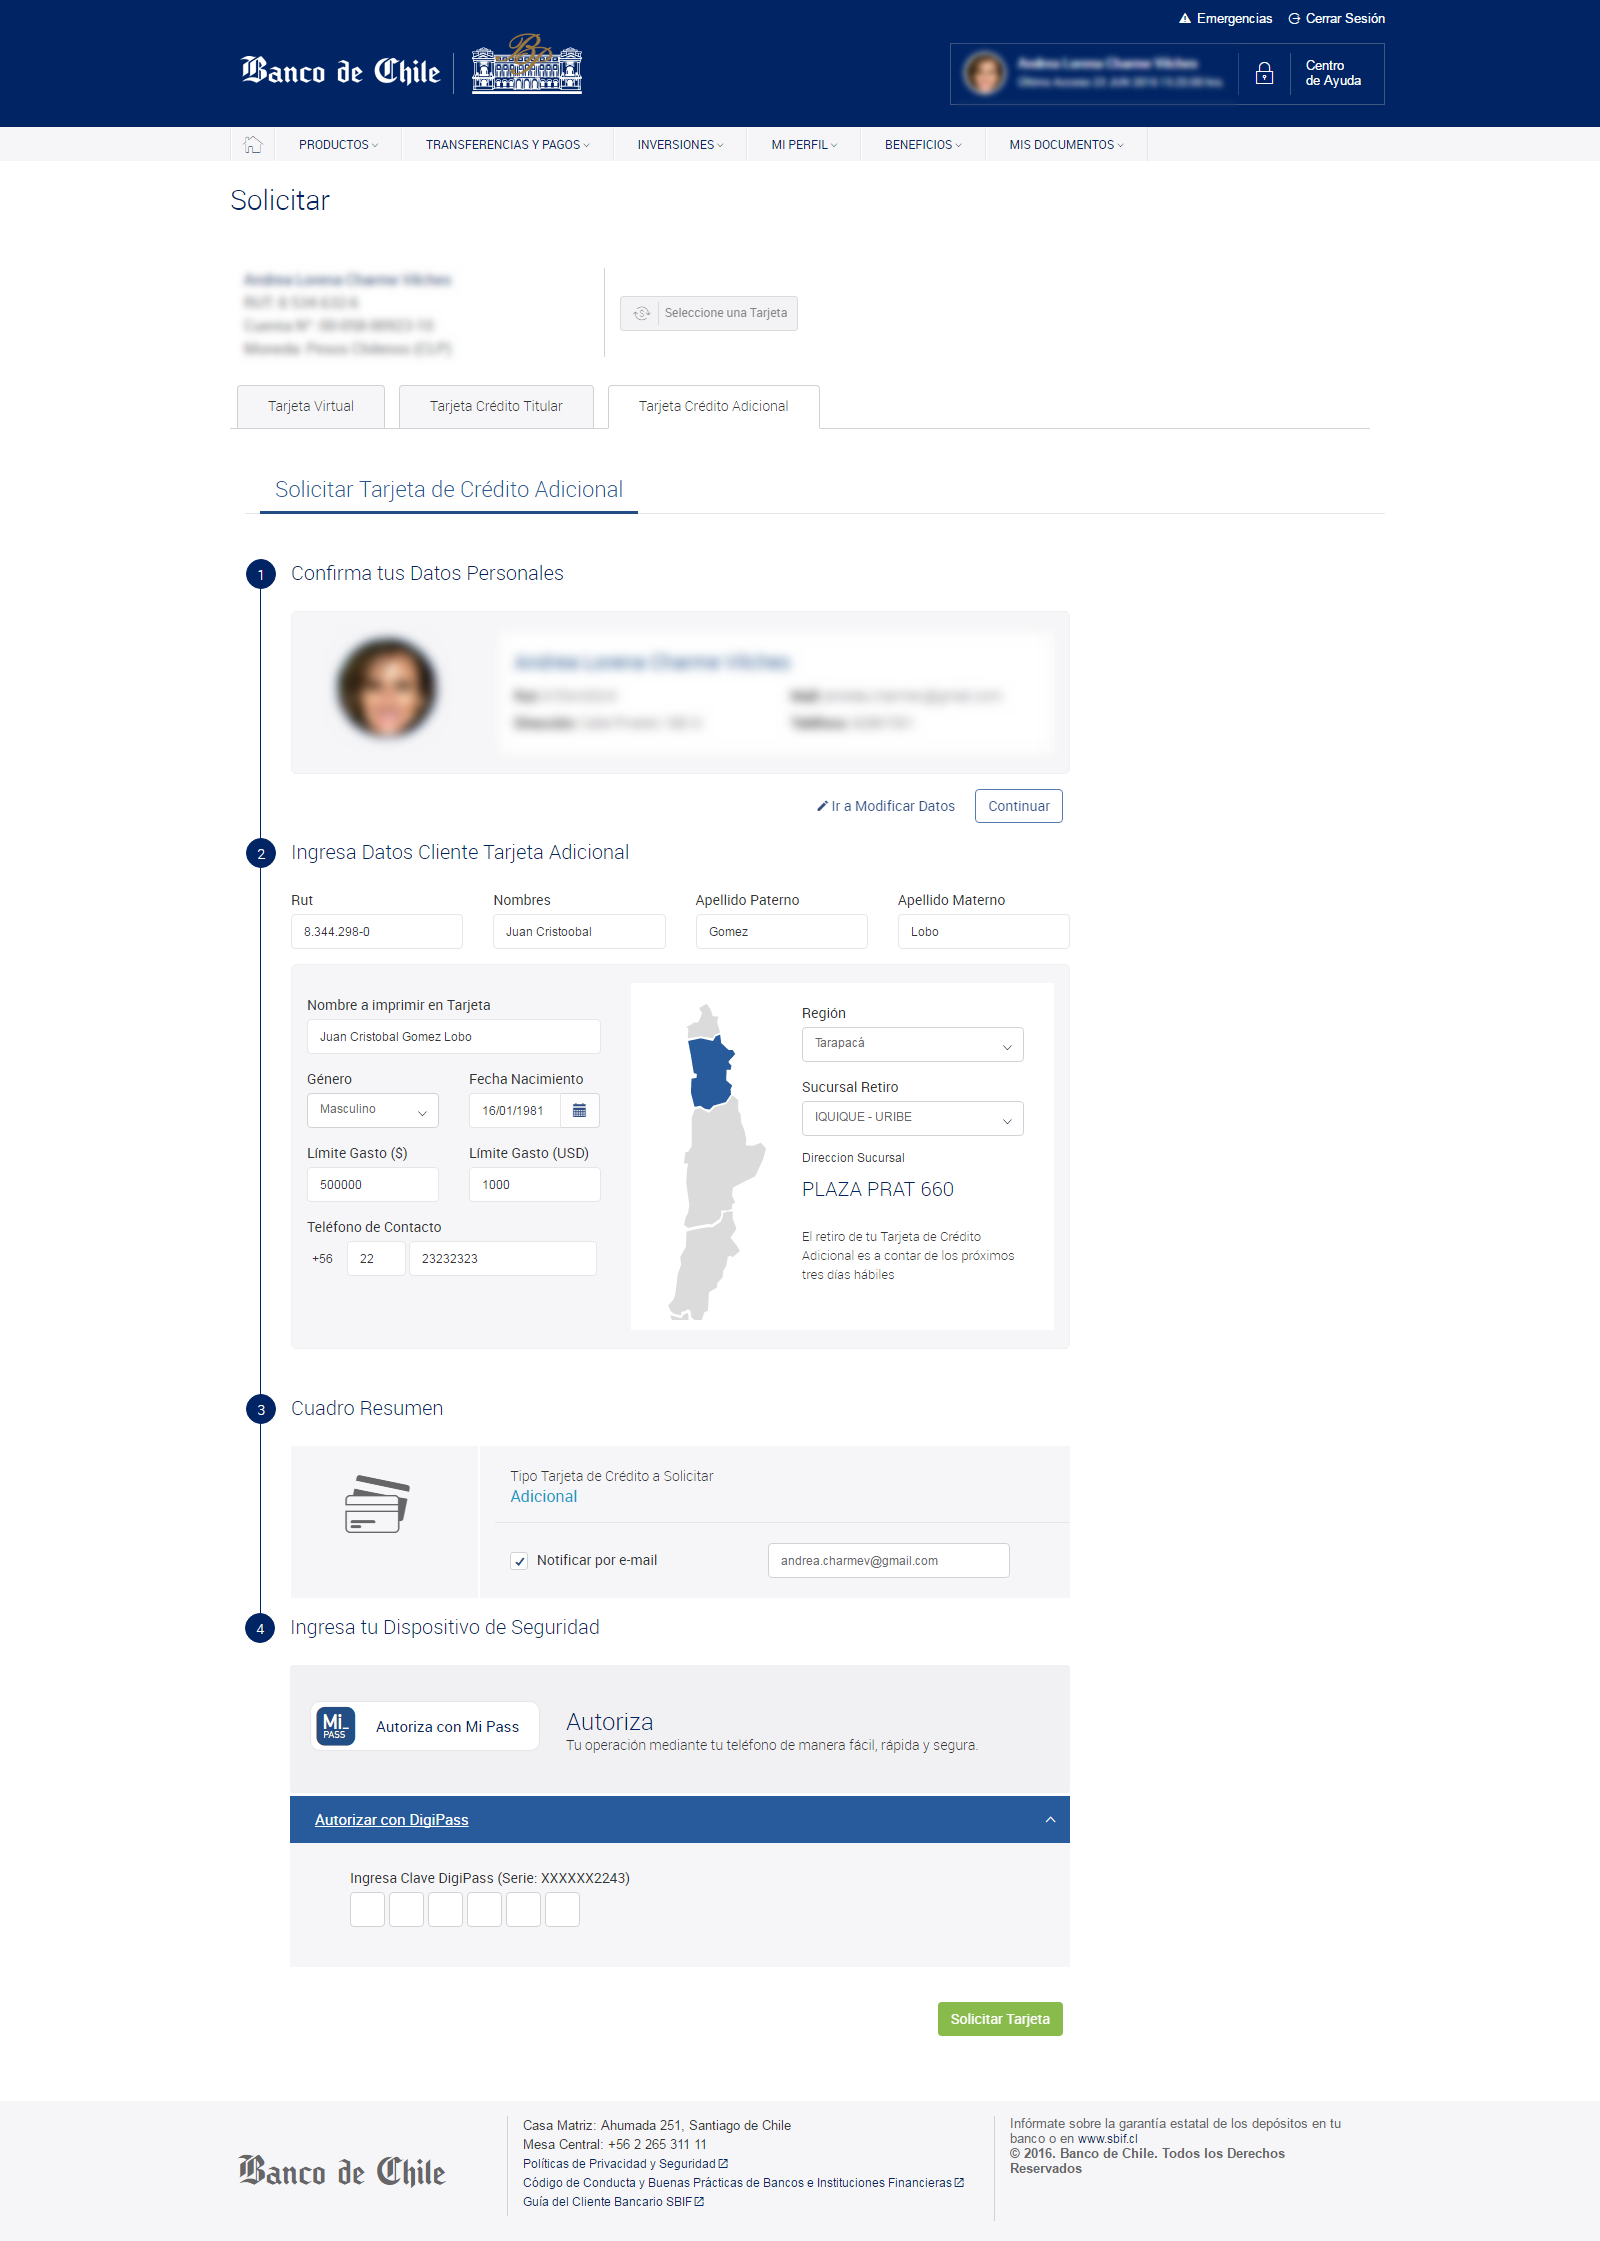 Emergencias
Cerrar Sesión
Banco de Chile
BP
Centro
de Ayuda
PRODUCTOS
TRANSFERENCIAS Y PAGOS
INVERSIONES
MI PERFIL
BENEFICIOS
MIS DOCUMENTOS
Solicitar
Seleccione una Tarjeta
Tarjeta Virtual
Tarjeta Crédito Titular
Tarjeta Crédito Adicional
Solicitar Tarjeta de Crédito Adicional
1 Confirma tus Datos Personales
Ir a Modificar Datos
Continuar
2 Ingresa Datos Cliente Tarjeta Adicional
Rut
Nombres
Apellido Paterno
Apellido Materno
8.344.298-0
Juan Cristoobal
Gomez
Lobo
Nombre a imprimir en Tarjeta
Juan Cristobal Gomez Lobo
Género
Fecha Nacimiento
Masculino
16/01/1981
Límite Gasto ($)
Límite Gasto (USD)
500000
1000
Teléfono de Contacto
+56
22
23232323
Región
Tarapacá
Sucursal Retiro
IQUIQUE - URIBE
Direccion Sucursal
PLAZA PRAT 660
El retiro de tu Tarjeta de Crédito
Adicional es a contar de los próximos
tres días hábiles
3 Cuadro Resumen
Tipo Tarjeta de Crédito a Solicitar
Adicional
Notificar por e-mail
andrea.charmev@gmail.com
4 Ingresa tu Dispositivo de Seguridad
Mi_
PASS
Autoriza con Mi Pass
Autoriza
Tu operación mediante tu teléfono de manera fácil, rápida y segura.
Autorizar con DigiPass
Ingresa Clave DigiPass (Serie: XXXXXX2243)
Solicitar Tarjeta
Banco de Chile
Casa Matriz: Ahumada 251, Santiago de Chile
Mesa Central: +56 2 265 311 11
Políticas de Privacidad y Seguridad
Código de Conducta y Buenas Prácticas de Bancos e Instituciones Financieras
Guía del Cliente Bancario SBIF
Infórmate sobre la garantía estatal de los depósitos en tu
banco o en www.sbif.cl
© 2016. Banco de Chile. Todos los Derechos
Reservados